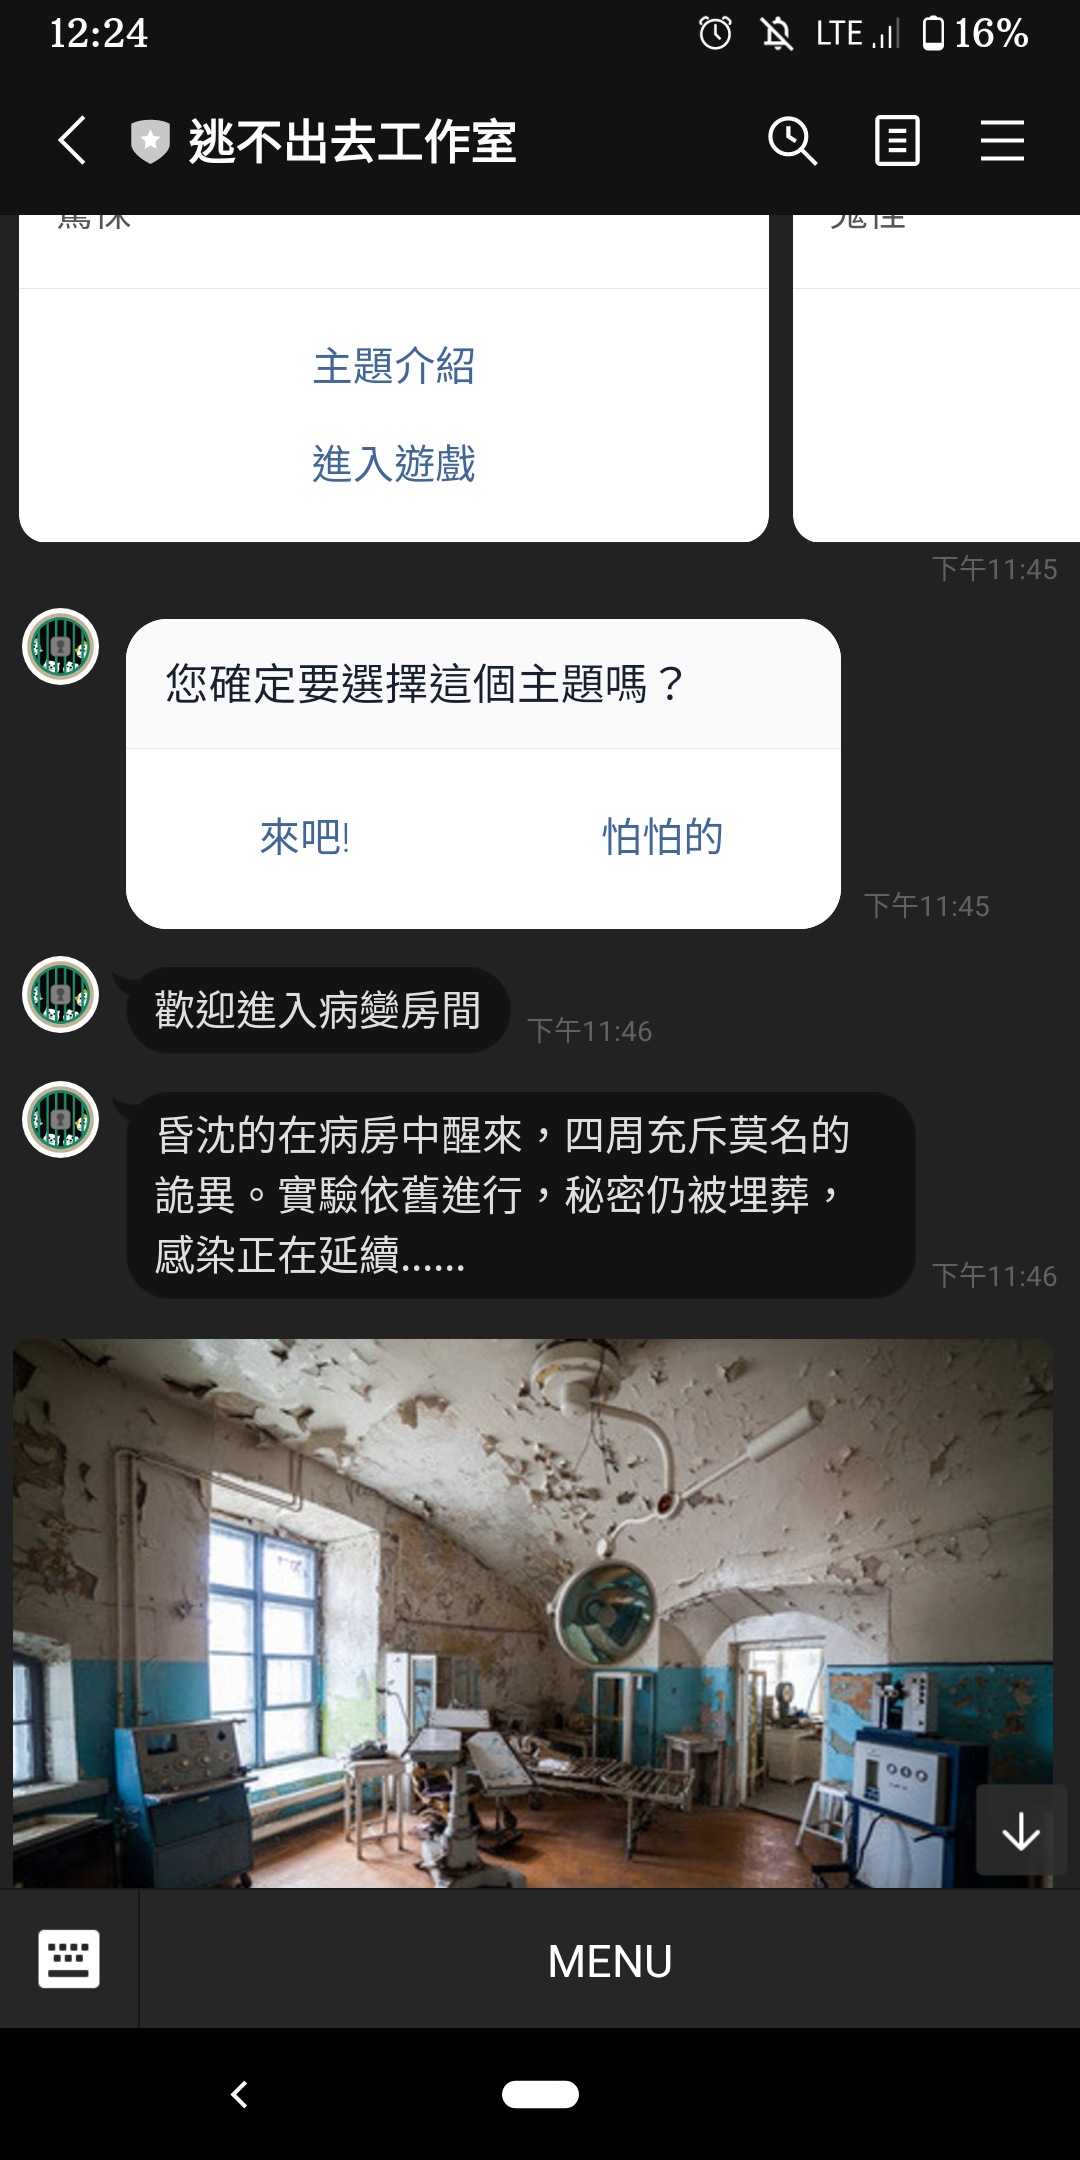 12:24
LTE
16%
逃不出去工作室
主題介紹
進入遊戲
下午11:45
您確定要選擇這個主題嗎？
來吧!
怕怕的
下午11:45
歡迎進入病變房間
下午11:46
昏沈的在病房中醒來，四周充斥莫名的
詭異。實驗依舊進行，秘密仍被埋葬，
感染正在延續......
下午11:46
MENU